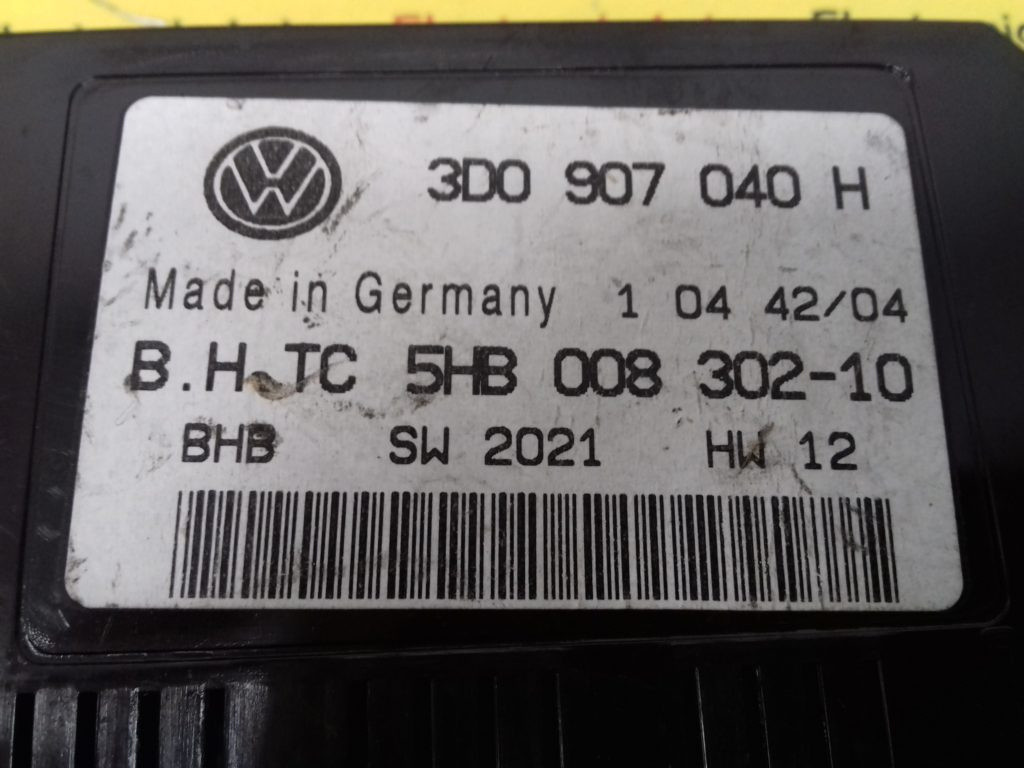 3D0 907 040 H
Made in Germany 1 04 42/04
B.H.TC 5HB 008 302-10
BHB SW 2021 HW 12